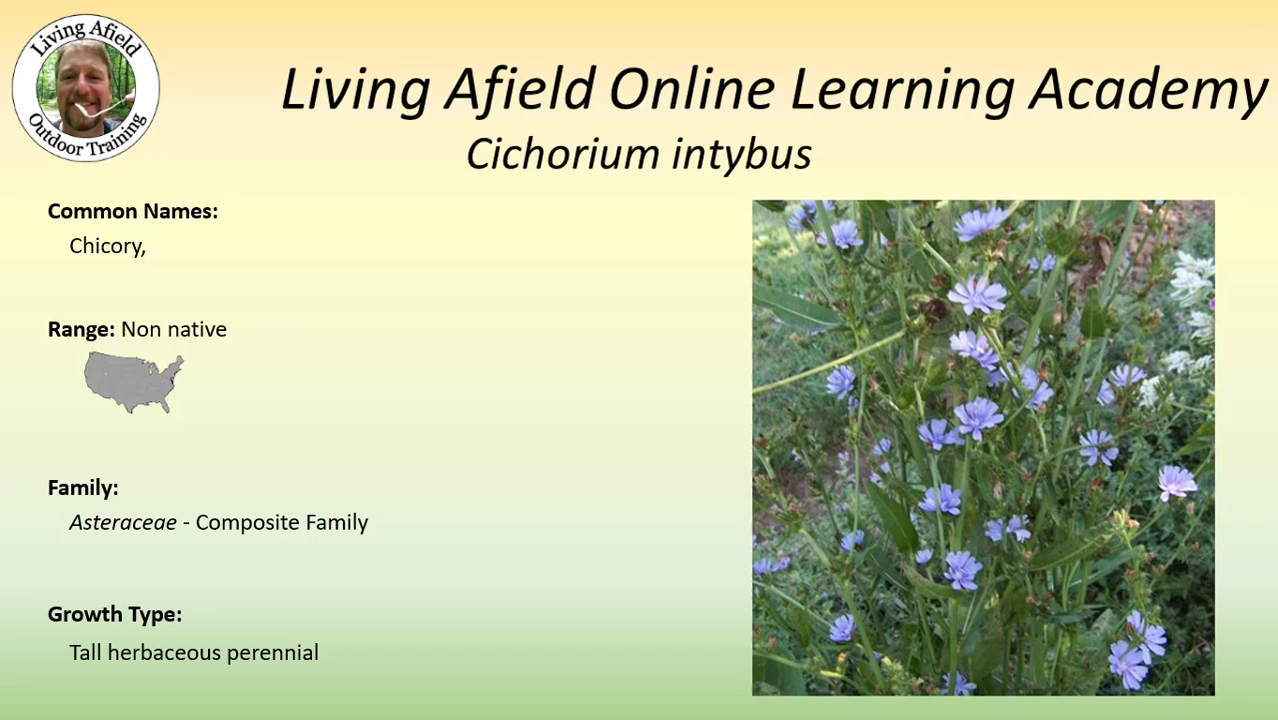 Living Afield
Outdoor Training
Living Afield Online Learning Academy
Cichorium intybus
Common Names:
Chicory,
Range: Non native
Family:
Asteraceae - Composite Family
Growth Type:
Tall herbaceous perennial